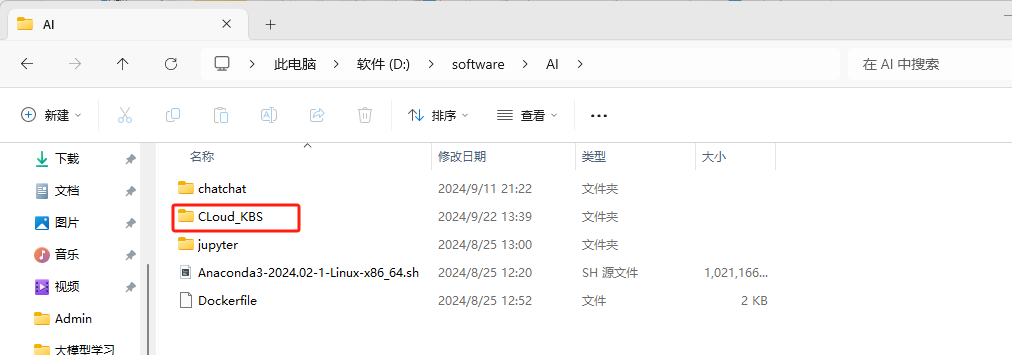 AI
此电脑 软件 (D:) software AI 在 AI 中搜索
新建 排序 查看
名称 修改日期 类型 大小
下载
文档
图片
音乐
视频
Admin
大模型学习
chatchat 2024/9/11 21:22 文件夹
CLoud_KBS 2024/9/22 13:39 文件夹
jupyter 2024/8/25 13:00 文件夹
Anaconda3-2024.02-1-Linux-x86_64.sh 2024/8/25 12:20 SH 源文件 1,021,166...
Dockerfile 2024/8/25 12:52 文件 2 KB